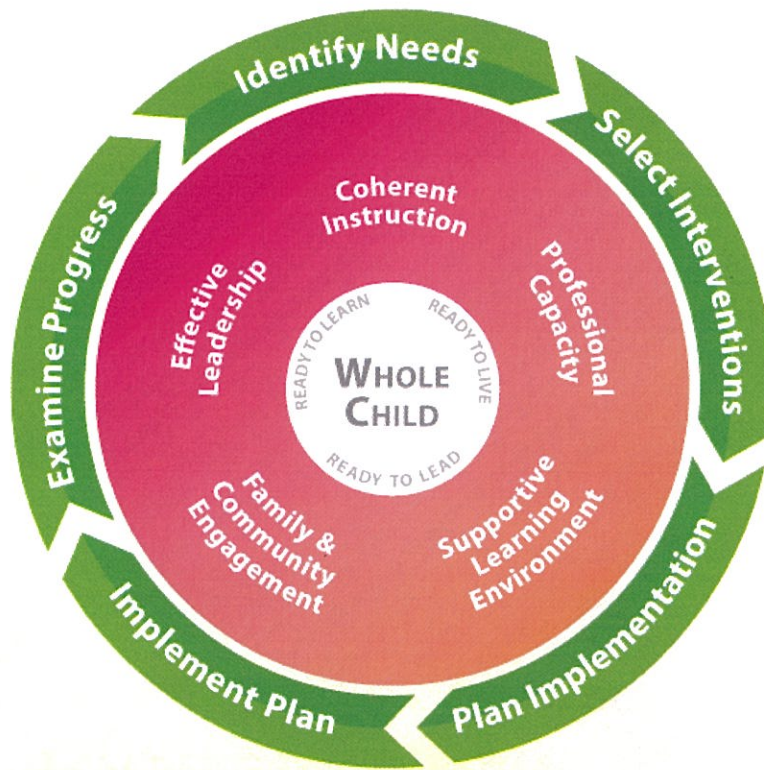 Identify Needs
Select Interventions
Plan Implementation
Implement Plan
Examine Progress
Coherent
Instruction
Professional
Capacity
Supportive
Learning
Environment
Family &
Community
Engagement
Effective
Leadership
READY TO LEARN
READY TO LIVE
READY TO LEAD
WHOLE
CHILD